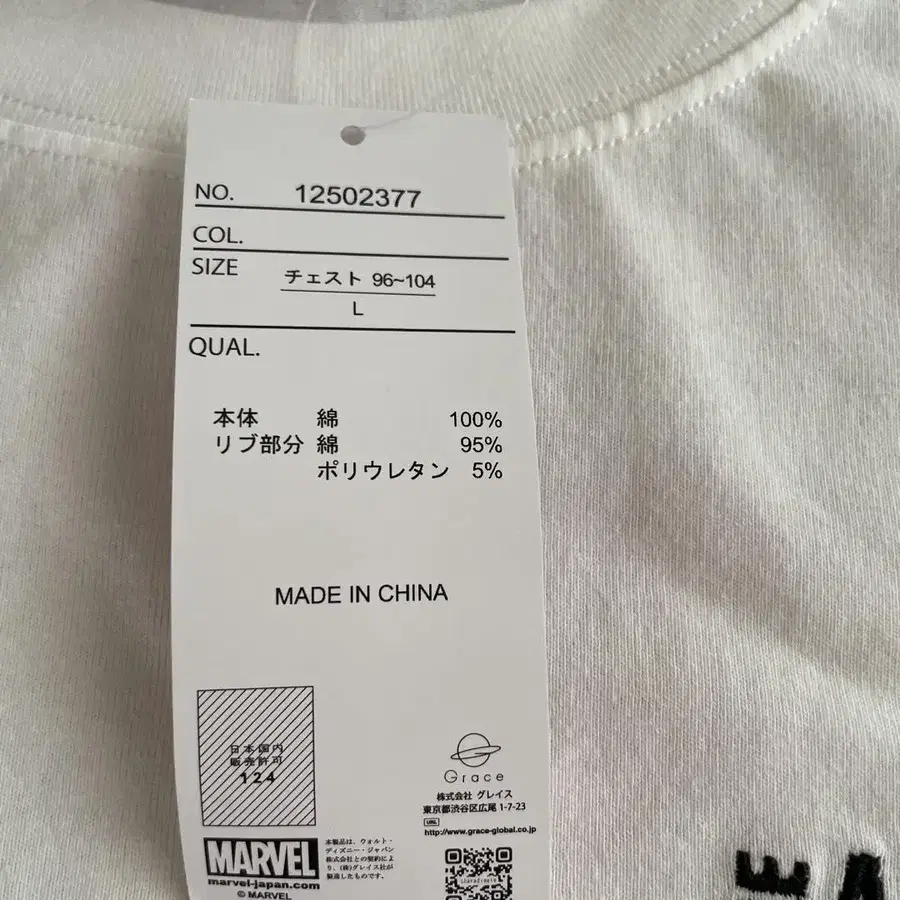 NO. 12502377
COL.
SIZE チェスト 96~104
L
QUAL.
本体 綿 100%
リブ部分 綿 95%
ポリウレタン 5%
MADE IN CHINA
日本国内
販売許可
124
MARVEL
marvel-japan.com
© MARVEL
本製品は、ウォルト・
ディズニー・ジャパン
株式会社との契約によ
り、(株)グレイス社が
製造したものです。
Grace
株式会社 グレイス
東京都渋谷区広尾 1-7-23
URL
http://www.grace-global.co.jp